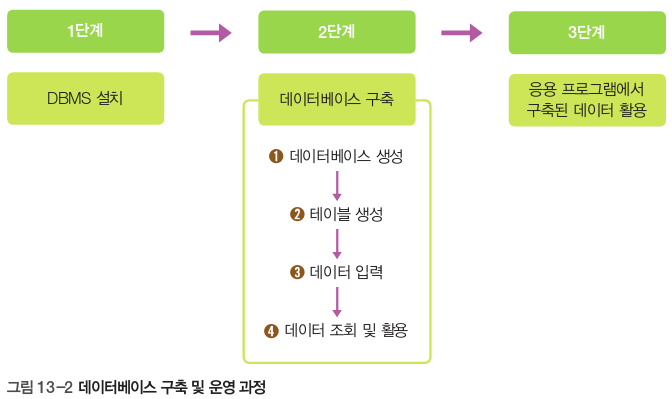 1단계
2단계
3단계
DBMS 설치
데이터베이스 구축
응용 프로그램에서
구축된 데이터 활용
❶ 데이터베이스 생성
❷ 테이블 생성
❸ 데이터 입력
❹ 데이터 조회 및 활용
그림 13-2 데이터베이스 구축 및 운영 과정